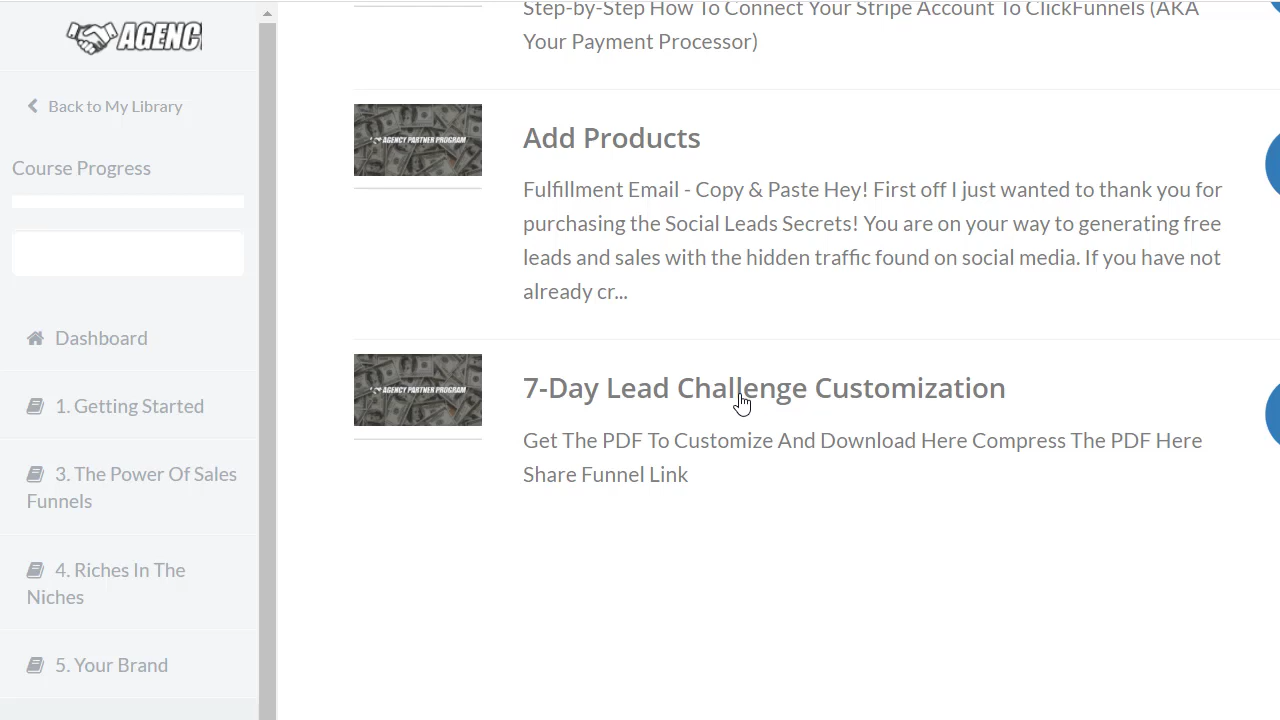 AGENC
Back to My Library
Course Progress
Dashboard
1. Getting Started
3. The Power Of Sales
Funnels
4. Riches In The
Niches
5. Your Brand
Step-by-Step How To Connect Your Stripe Account To ClickFunnels (AKA
Your Payment Processor)
AGENCY PARTNER PROGRAM
Add Products
Fulfillment Email - Copy & Paste Hey! First off I just wanted to thank you for
purchasing the Social Leads Secrets! You are on your way to generating free
leads and sales with the hidden traffic found on social media. If you have not
already cr...
AGENCY PARTNER PROGRAM
7-Day Lead Challenge Customization
Get The PDF To Customize And Download Here Compress The PDF Here
Share Funnel Link